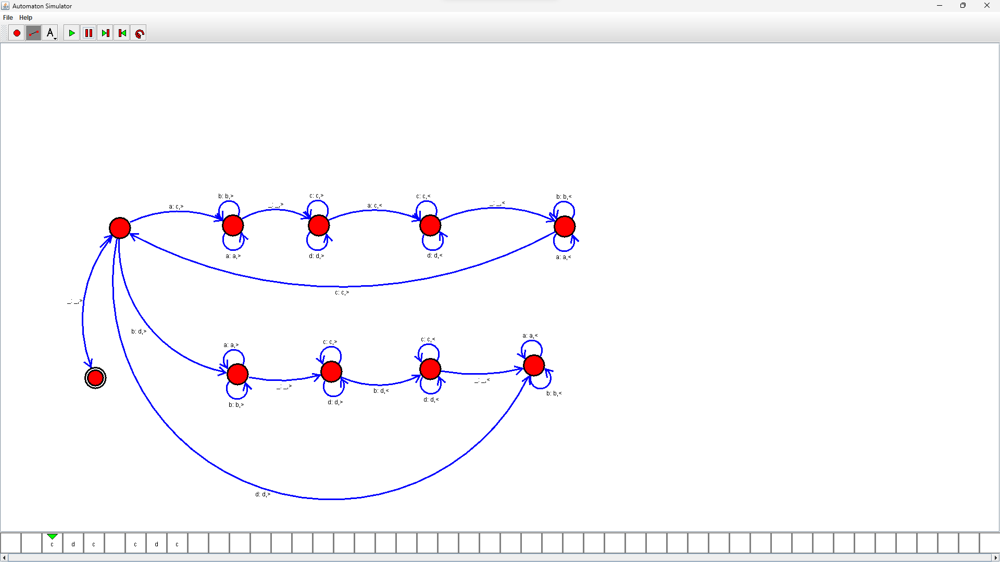 Automaton Simulator
File Help
A
b: b,> c: c,> c: c,< b: b,<
a: c,> _: _,> a: c,< _: _,<
a: a,> d: d,> d: d,< a: a,<
c: c,>
_: _,>
b: d,>
a: a,> c: c,> c: c,< a: a,<
_: _,> b: d,< _: _,<
b: b,> d: d,> d: d,< b: b,<
d: d,>
c d c c d c